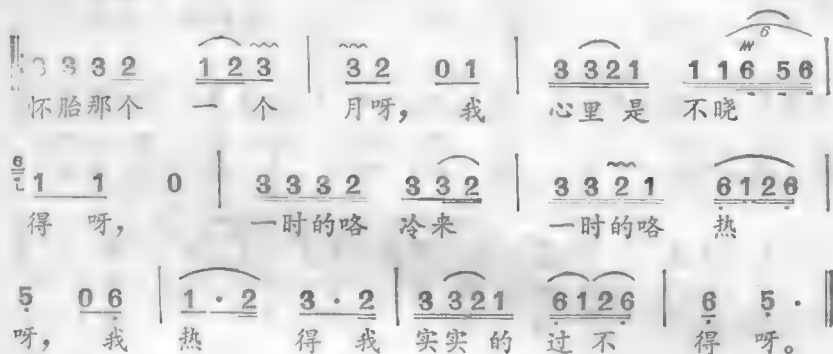 3 3 3 2 1 2 3 | 3 2 0 1 | 3 3 2 1 1 1 6 5 6 |
怀胎那个 一 个 月呀， 我 心里 是 不晓
1 1 0 | 3 3 3 2 3 3 2 | 3 3 2 1 6 1 2 6 |
得 呀， 一时的咯 冷来 一时的咯 热
5 0 6 | 1 · 2 3 · 2 | 3 3 2 1 6 1 2 6 | 6 5 · ‖
呀， 我 热 得 我 实实 的 过 不 得 呀。